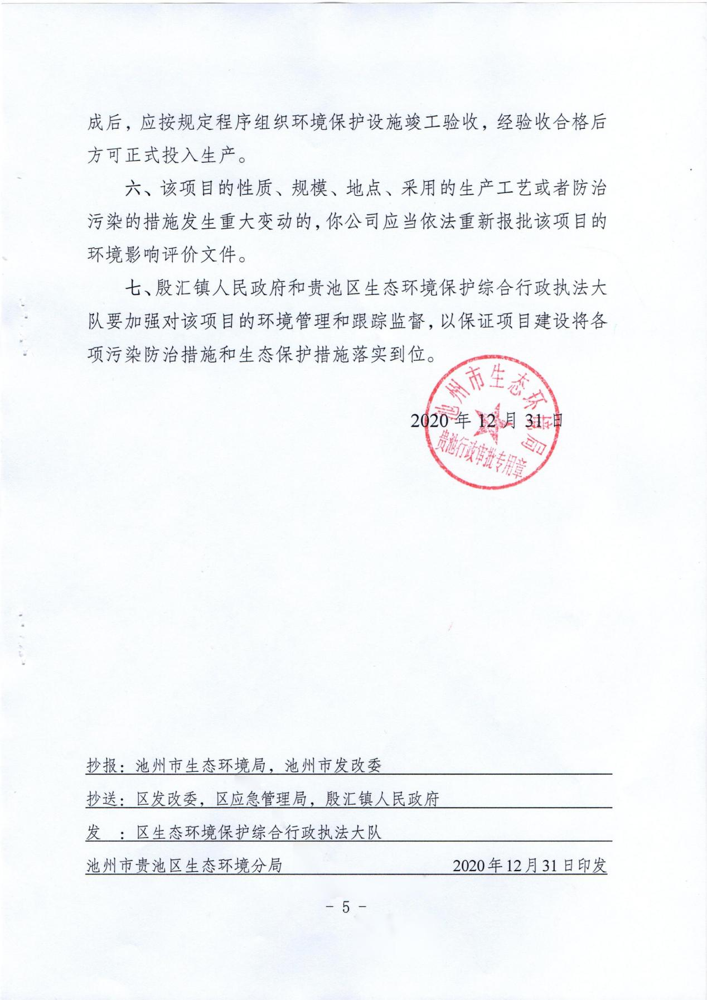 成后，应按规定程序组织环境保护设施竣工验收，经验收合格后
方可正式投入生产。
六、该项目的性质、规模、地点、采用的生产工艺或者防治
污染的措施发生重大变动的，你公司应当依法重新报批该项目的
环境影响评价文件。
七、殷汇镇人民政府和贵池区生态环境保护综合行政执法大
队要加强对该项目的环境管理和跟踪监督，以保证项目建设将各
项污染防治措施和生态保护措施落实到位。
池州市生态环境局
2020 年 12 月 31 日
贵池行政审批专用章
抄报：池州市生态环境局，池州市发改委
抄送：区发改委，区应急管理局，殷汇镇人民政府
发　：区生态环境保护综合行政执法大队
池州市贵池区生态环境分局 2020年12月31日印发
- 5 -